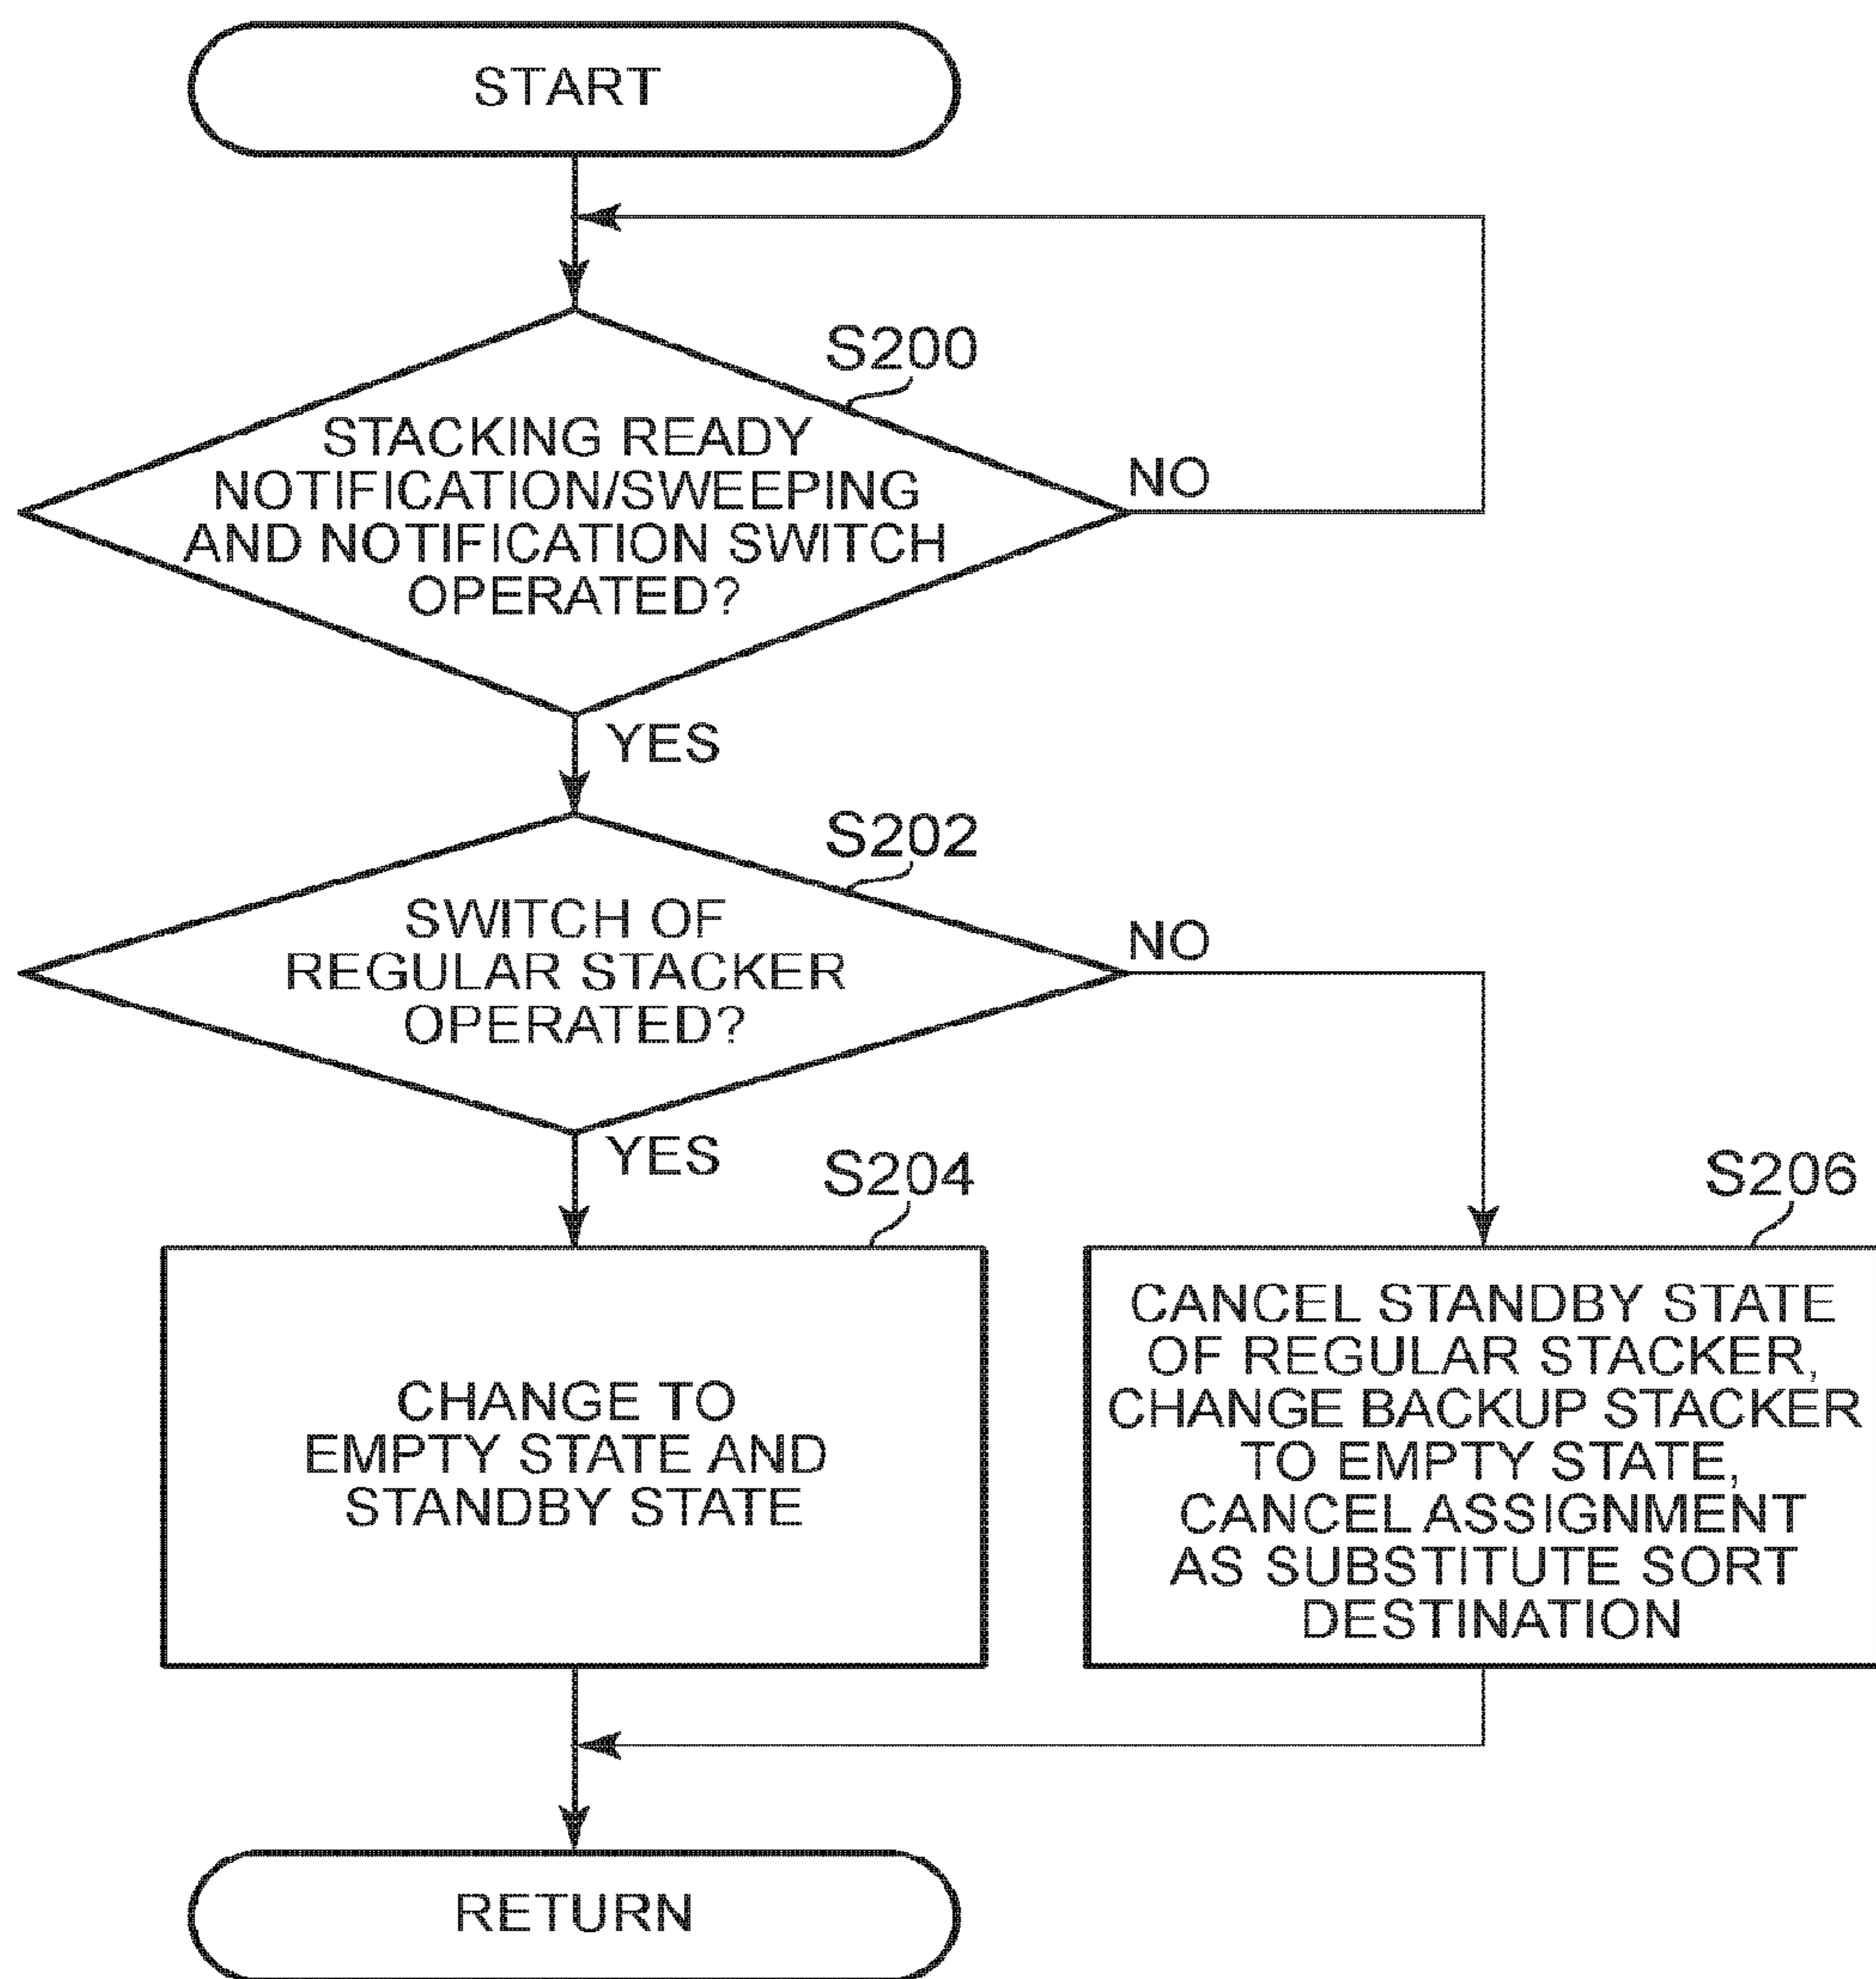 START
S200
STACKING READY
NOTIFICATION/SWEEPING
AND NOTIFICATION SWITCH
OPERATED?
NO
YES
S202
SWITCH OF
REGULAR STACKER
OPERATED?
NO
YES
S204
CHANGE TO
EMPTY STATE AND
STANDBY STATE
S206
CANCEL STANDBY STATE
OF REGULAR STACKER,
CHANGE BACKUP STACKER
TO EMPTY STATE,
CANCEL ASSIGNMENT
AS SUBSTITUTE SORT
DESTINATION
RETURN